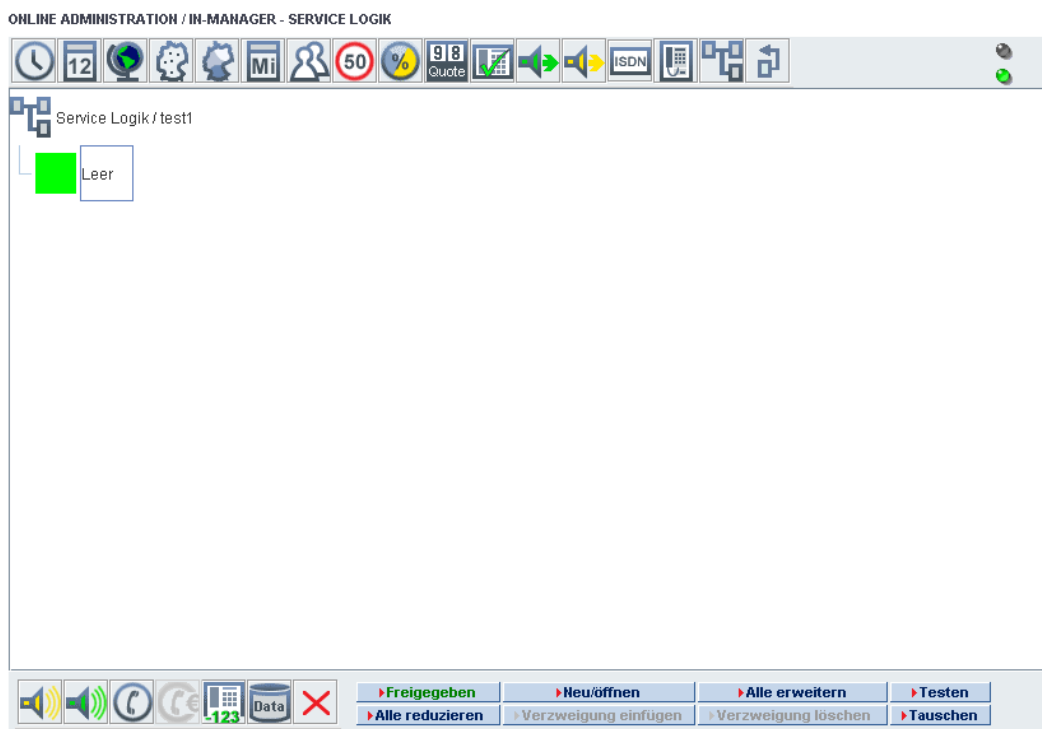 ONLINE ADMINISTRATION / IN-MANAGER - SERVICE LOGIK
12 Mi 50 % 9 8 Quote ISDN
Service Logik / test1
Leer
-123 Data
Freigegeben Neu/öffnen Alle erweitern Testen
Alle reduzieren Verzweigung einfügen Verzweigung löschen Tauschen